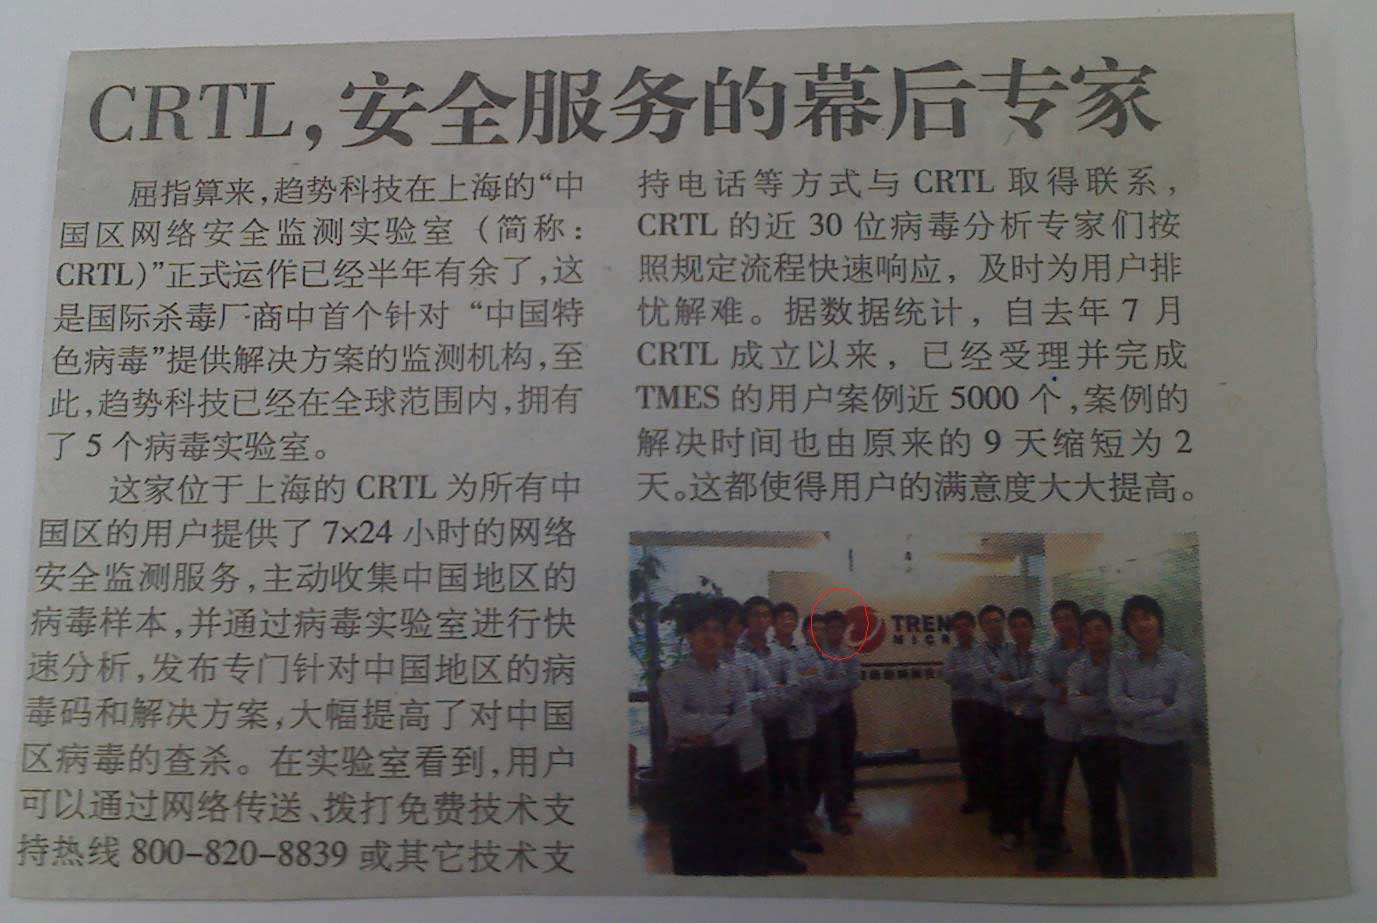 CRTL，安全服务的幕后专家
屈指算来，趋势科技在上海的“中
国区网络安全监测实验室（简称：
CRTL）”正式运作已经半年有余了，这
是国际杀毒厂商中首个针对“中国特
色病毒”提供解决方案的监测机构，至
此，趋势科技已经在全球范围内，拥有
了5个病毒实验室。
这家位于上海的CRTL为所有中
国区的用户提供了7×24小时的网络
安全监测服务，主动收集中国地区的
病毒样本，并通过病毒实验室进行快
速分析，发布专门针对中国地区的病
毒码和解决方案，大幅提高了对中国
区病毒的查杀。在实验室看到，用户
可以通过网络传送、拨打免费技术支
持热线800-820-8839或其它技术支
持电话等方式与CRTL取得联系，
CRTL的近30位病毒分析专家们按
照规定流程快速响应，及时为用户排
忧解难。据数据统计，自去年7月
CRTL成立以来，已经受理并完成
TMES的用户案例近5000个，案例的
解决时间也由原来的9天缩短为2
天。这都使得用户的满意度大大提高。
TREN
MICR